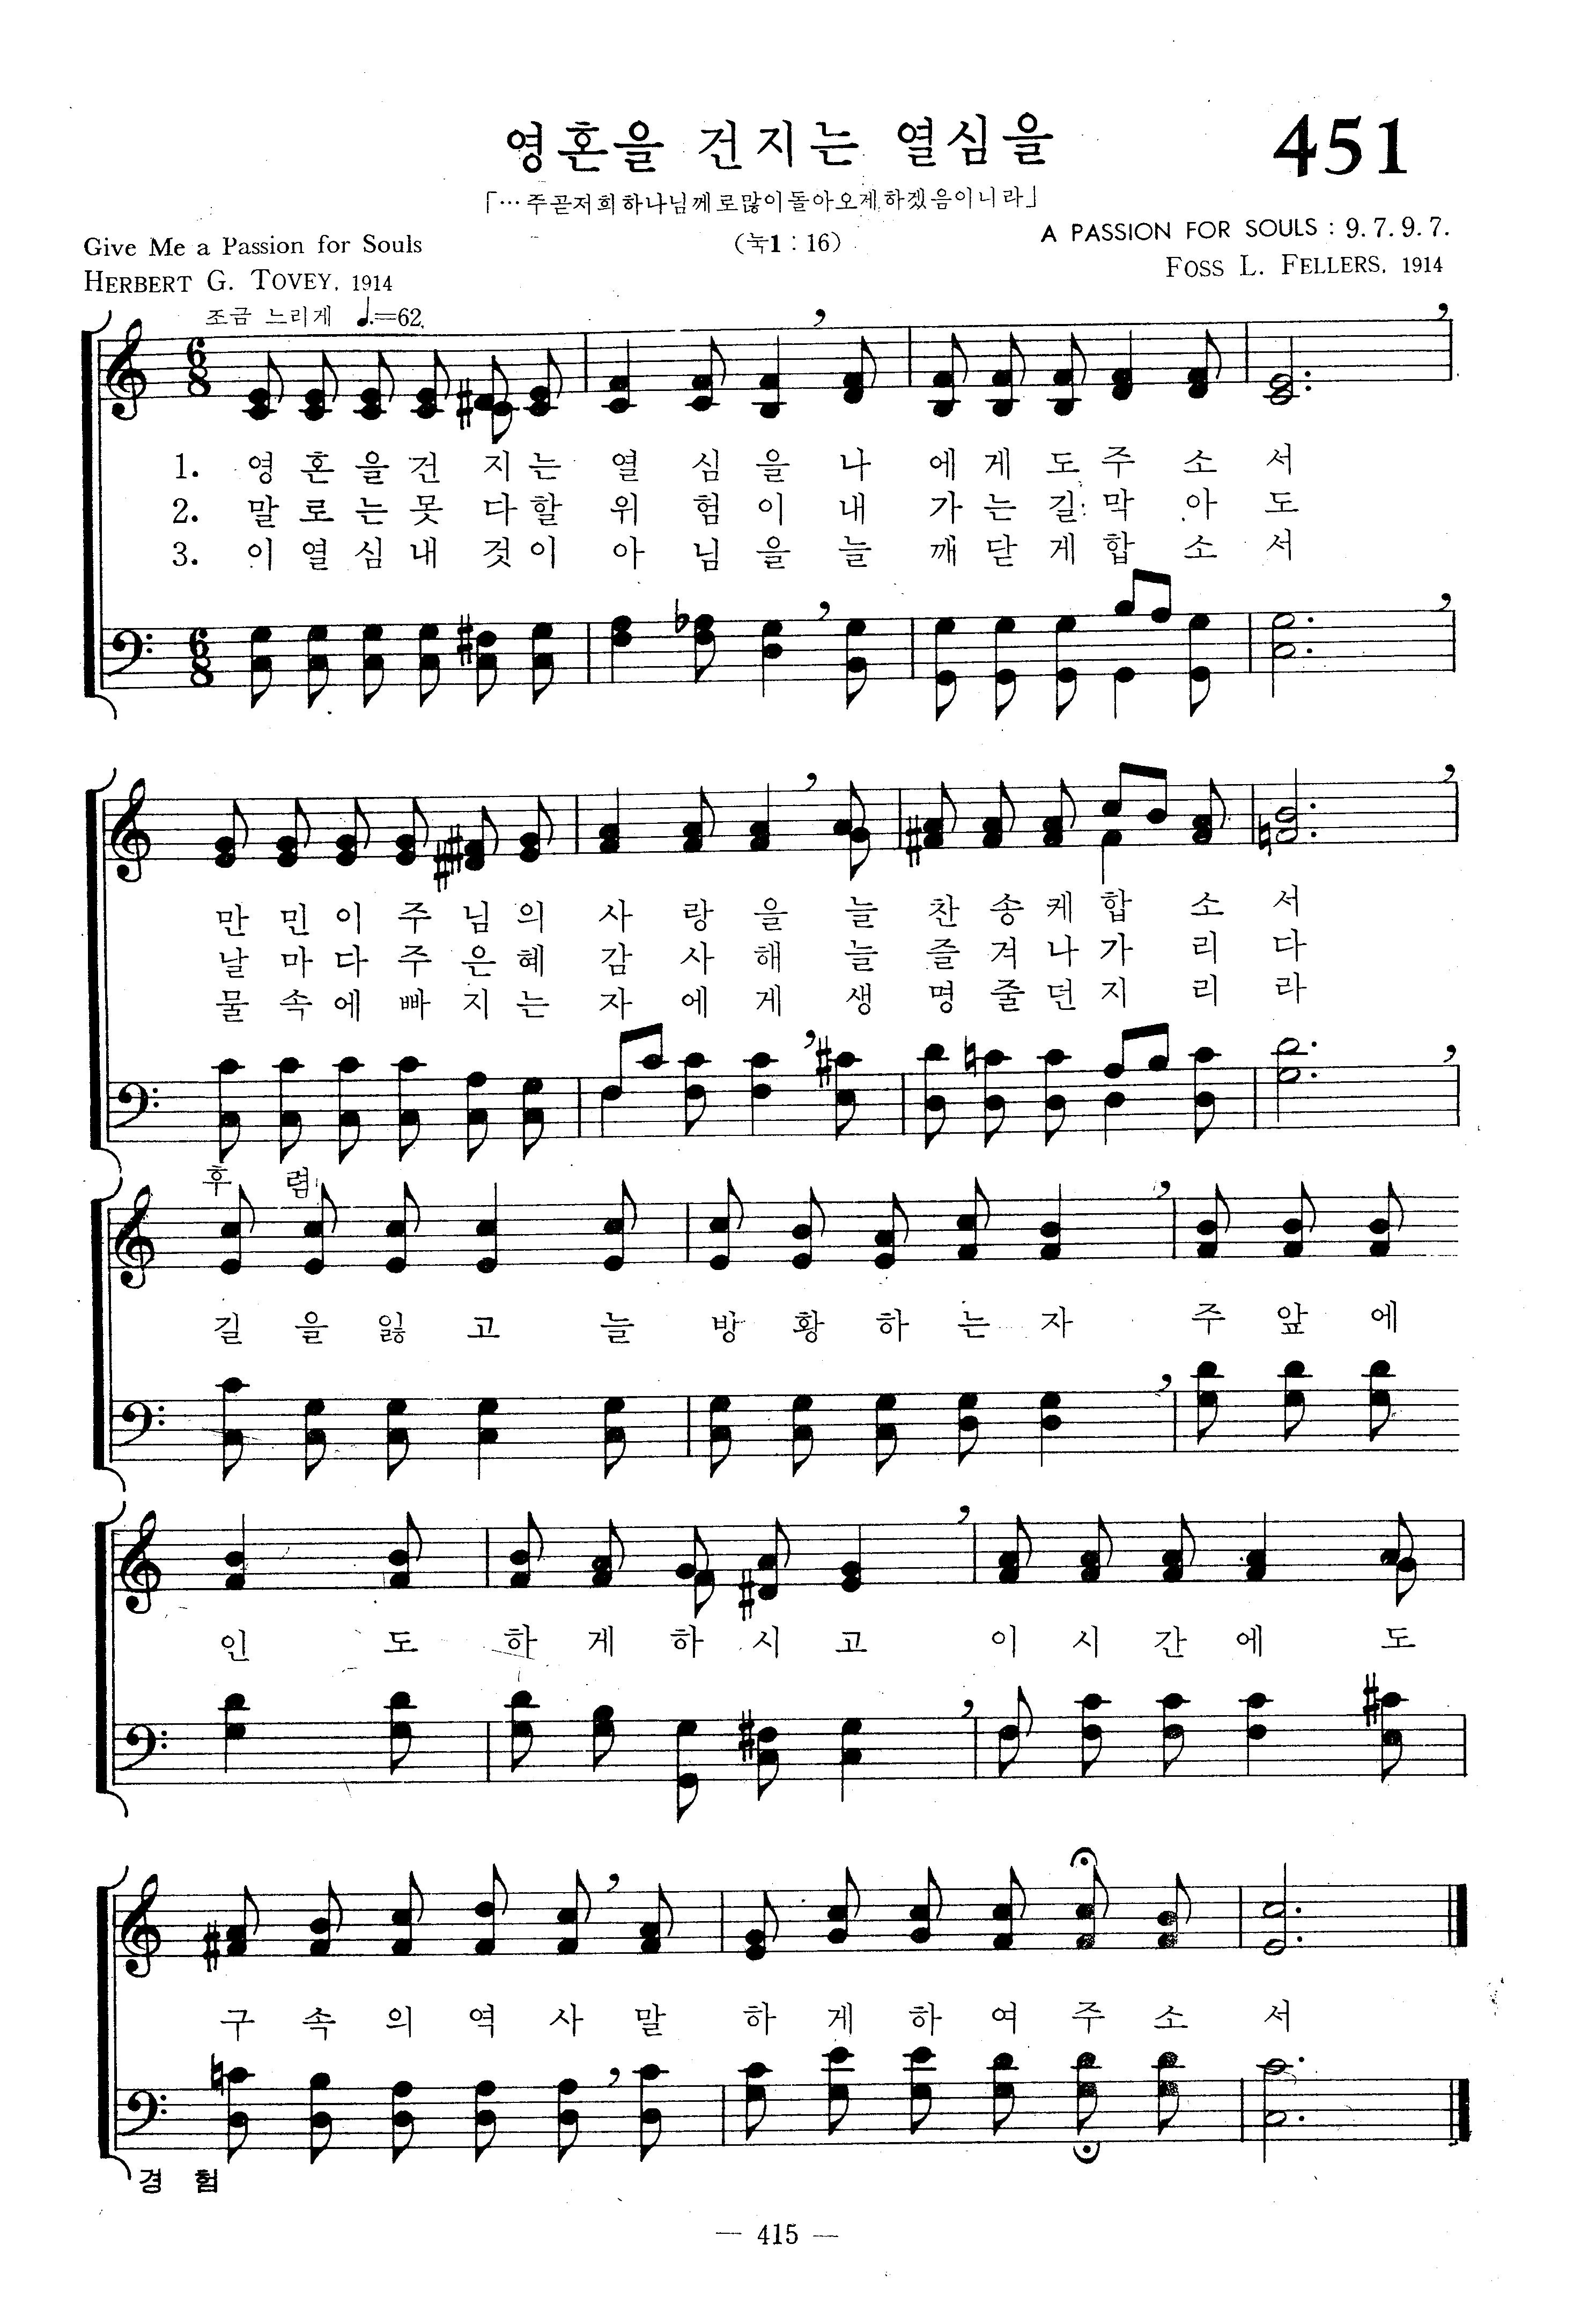 영혼을 건지는 열심을
451
「…주곧저희하나님께로많이돌아오게하겠음이니라」
Give Me a Passion for Souls
(눅1 : 16)
A PASSION FOR SOULS : 9. 7. 9. 7.
HERBERT G. TOVEY, 1914
FOSS L. FELLERS, 1914
조금 느리게 ♩.=62
1. 영 혼 을 건 지 는 열 심 을 나 에 게 도 주 소 서
2. 말 로 는 못 다 할 위 험 이 내 가 는 길 막 아 도
3. 이 열 심 내 것 이 아 님 을 늘 깨 닫 게 합 소 서
만 민 이 주 님 의 사 랑 을 늘 찬 송 케 합 소 서
날 마 다 주 은 혜 감 사 해 늘 즐 겨 나 가 리 다
물 속 에 빠 지 는 자 에 게 생 명 줄 던 지 리 라
후 렴
길 을 잃 고 늘 방 황 하 는 자 주 앞 에
인 도 하 게 하 시 고 이 시 간 에 도
구 속 의 역 사 말 하 게 하 여 주 소 서
경 험
— 415 —